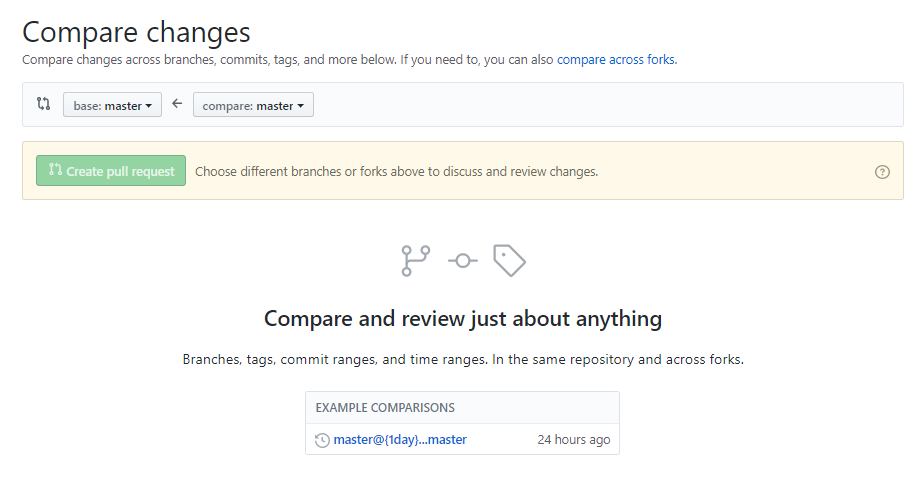 Compare changes
Compare changes across branches, commits, tags, and more below. If you need to, you can also compare across forks.
base: master compare: master
Create pull request Choose different branches or forks above to discuss and review changes.
Compare and review just about anything
Branches, tags, commit ranges, and time ranges. In the same repository and across forks.
EXAMPLE COMPARISONS
master@{1day}...master 24 hours ago